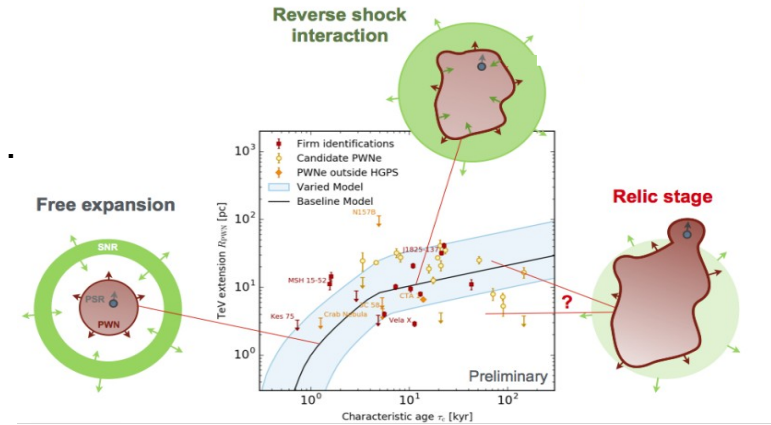 Reverse shock
interaction
Free expansion
SNR
PSR
PWN
Relic stage
?
TeV extension R_PWN [pc]
10³
10²
10¹
10⁰
Firm identifications
Candidate PWNe
PWNe outside HGPS
Varied Model
Baseline Model
N157B
J1825-137
MSH 15-52
Kes 75
Crab Nebula
CTA
Vela X
Preliminary
10⁰
10¹
10²
Characteristic age τ_c [kyr]